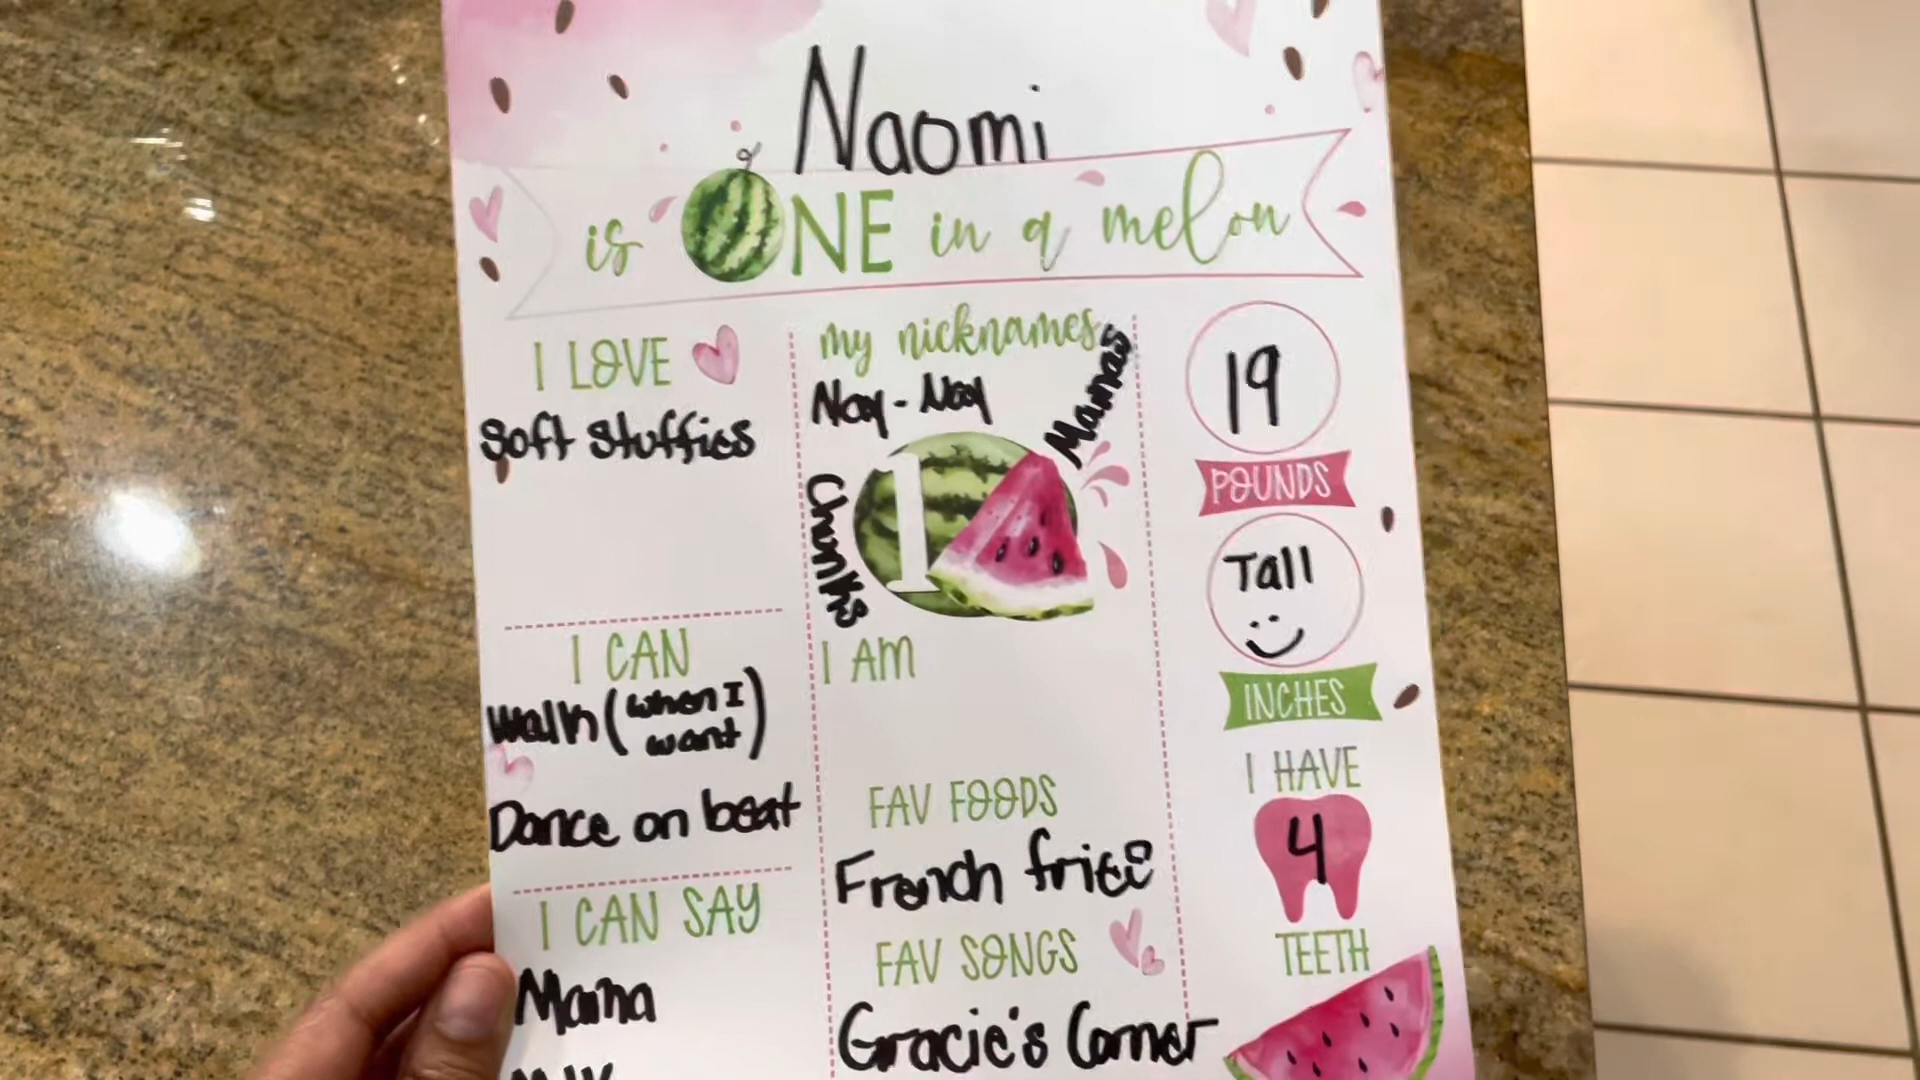 Naomi
is ONE in a melon
I LOVE
Soft Stuffies
I CAN
Walk (when I want)
Dance on beat
I CAN SAY
Mama
Milk
my nicknames
Nay-Nay
Mamas
Chunks
1
I AM
FAV FOODS
French fries
FAV SONGS
Gracie's Corner
19
POUNDS
Tall
INCHES
I HAVE
4
TEETH